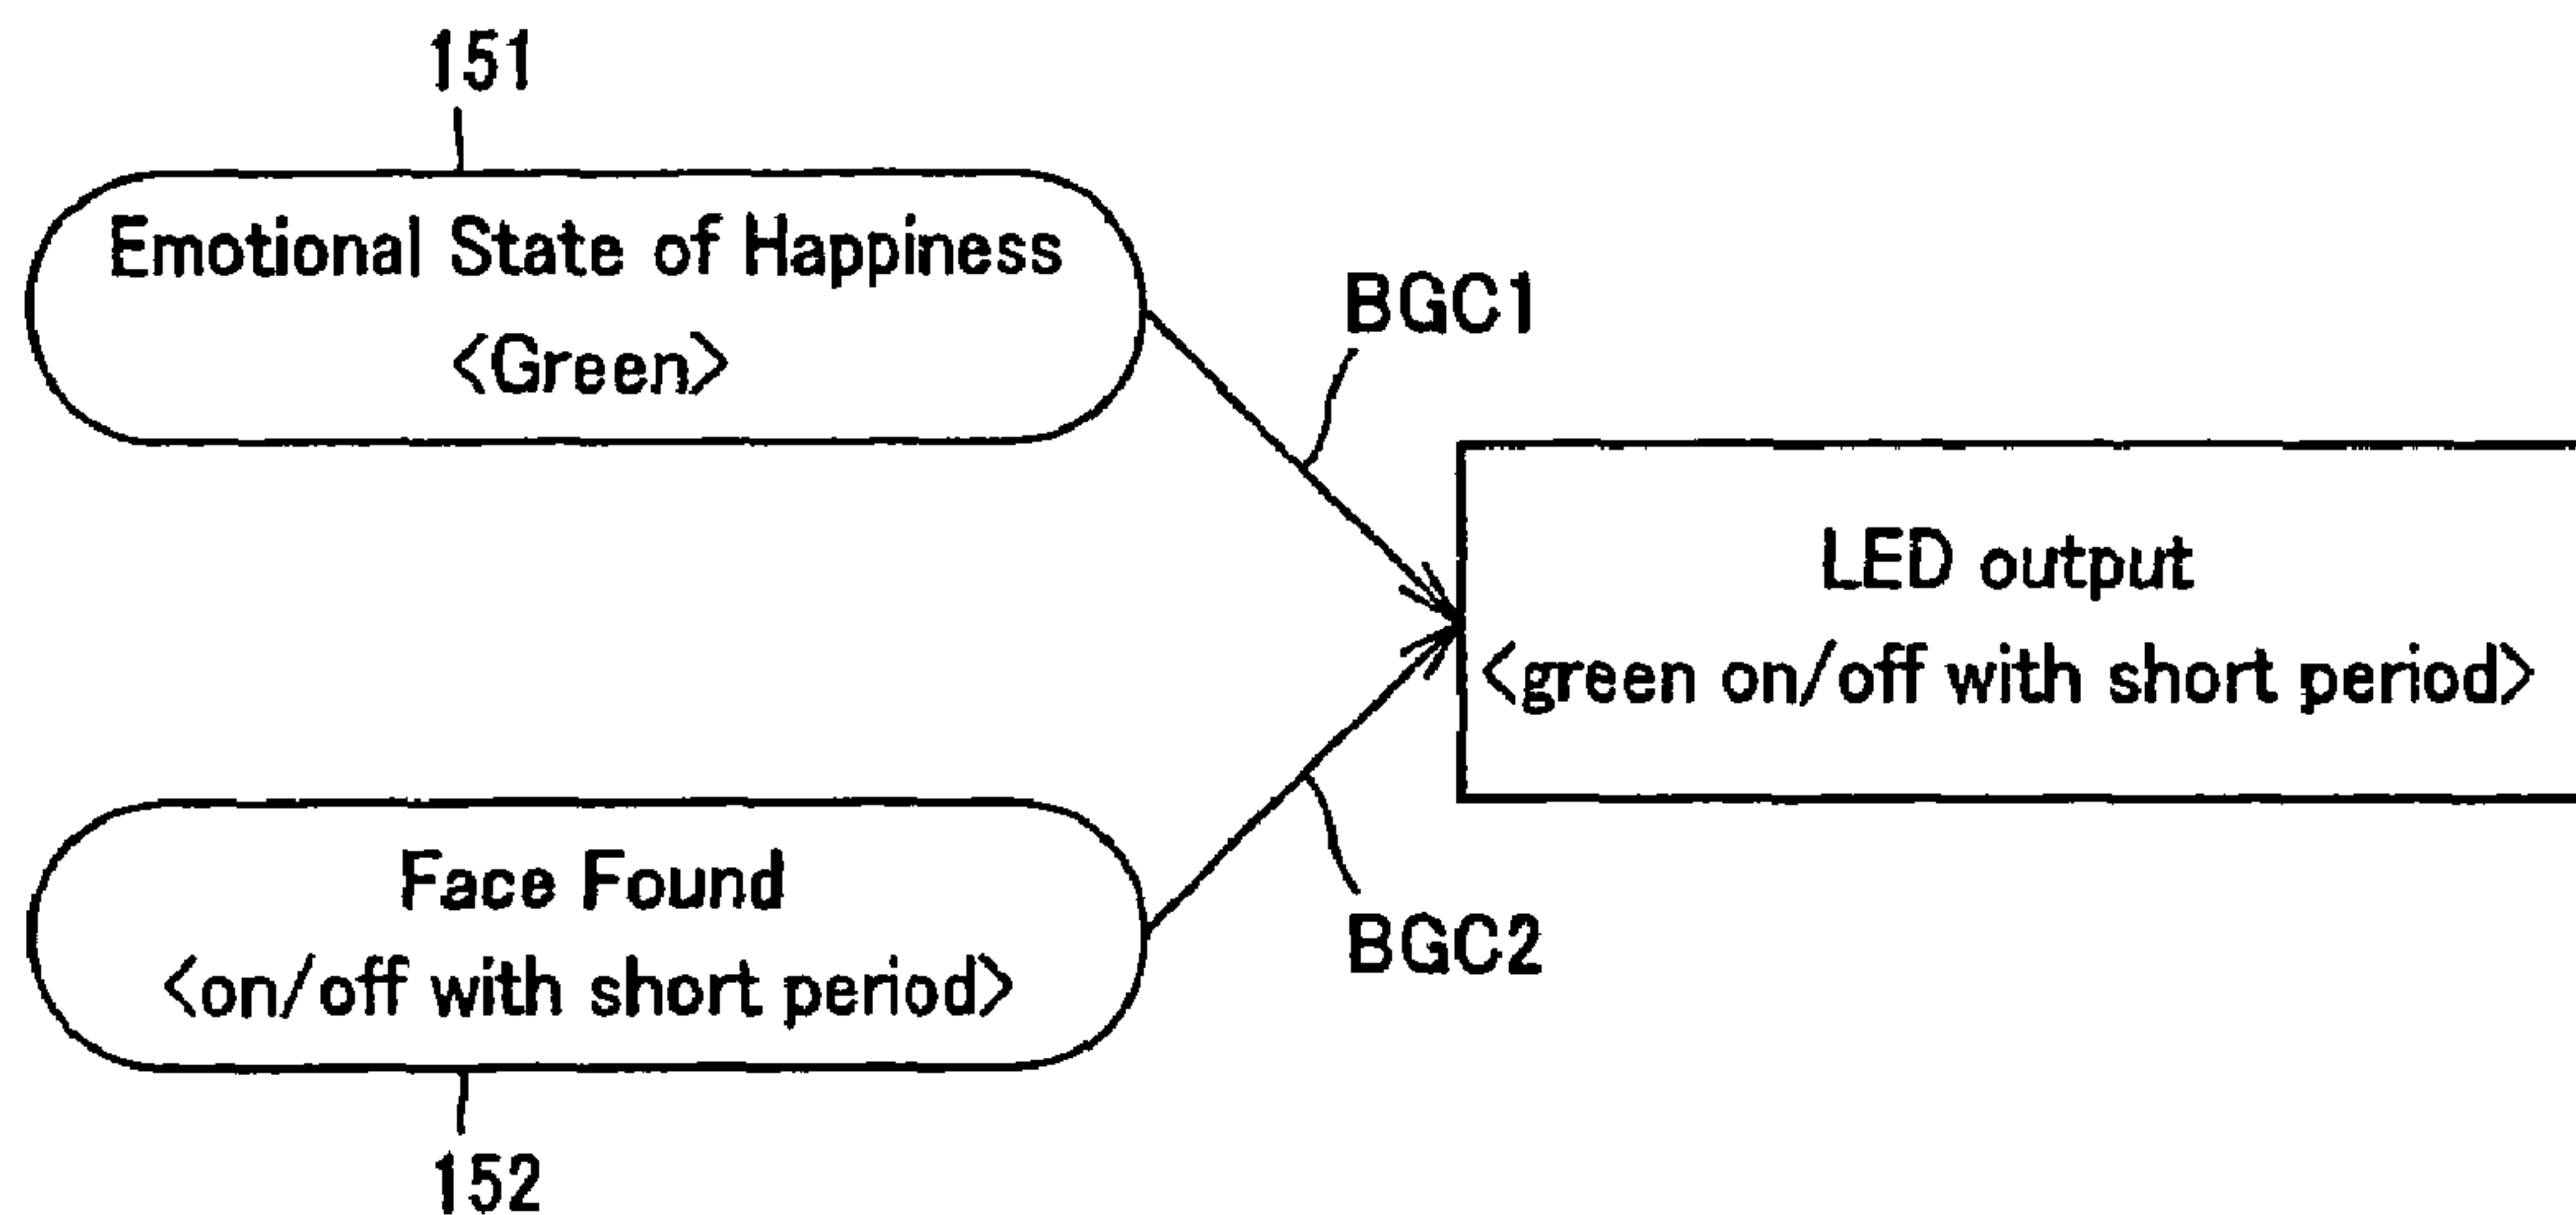 151
Emotional State of Happiness
<Green>
BGC1
LED output
<green on/off with short period>
Face Found
<on/off with short period>
BGC2
152